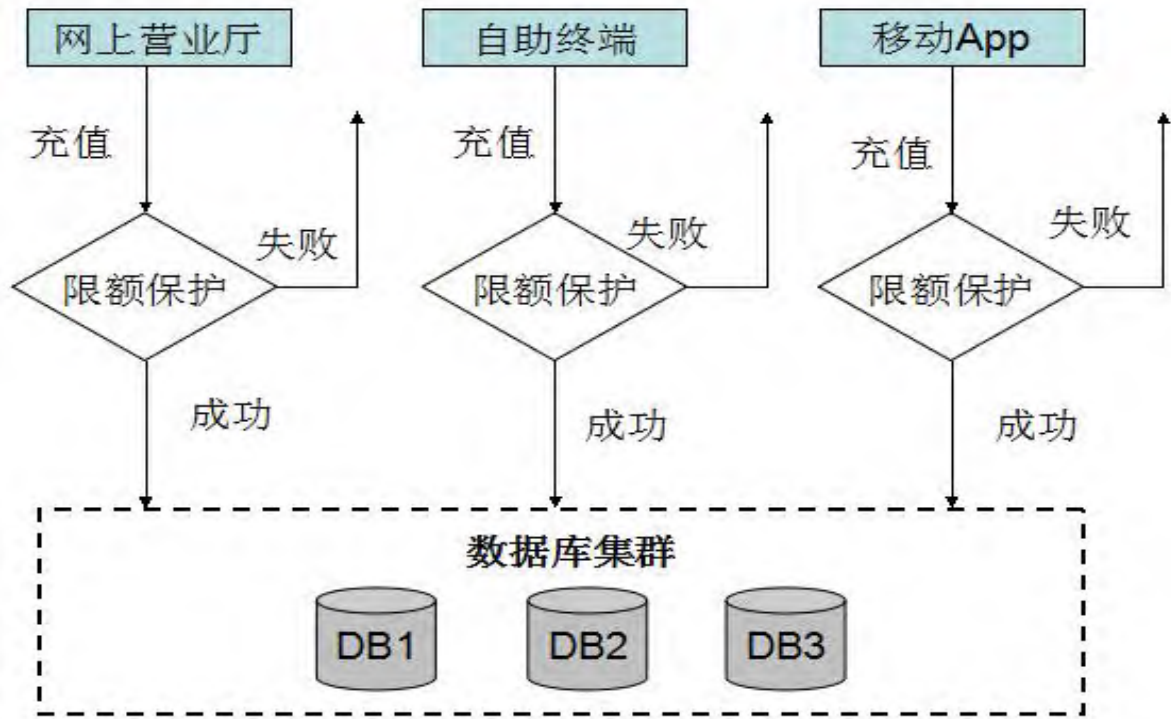 网上营业厅
自助终端
移动App
充值
充值
充值
失败
失败
失败
限额保护
限额保护
限额保护
成功
成功
成功
数据库集群
DB1
DB2
DB3